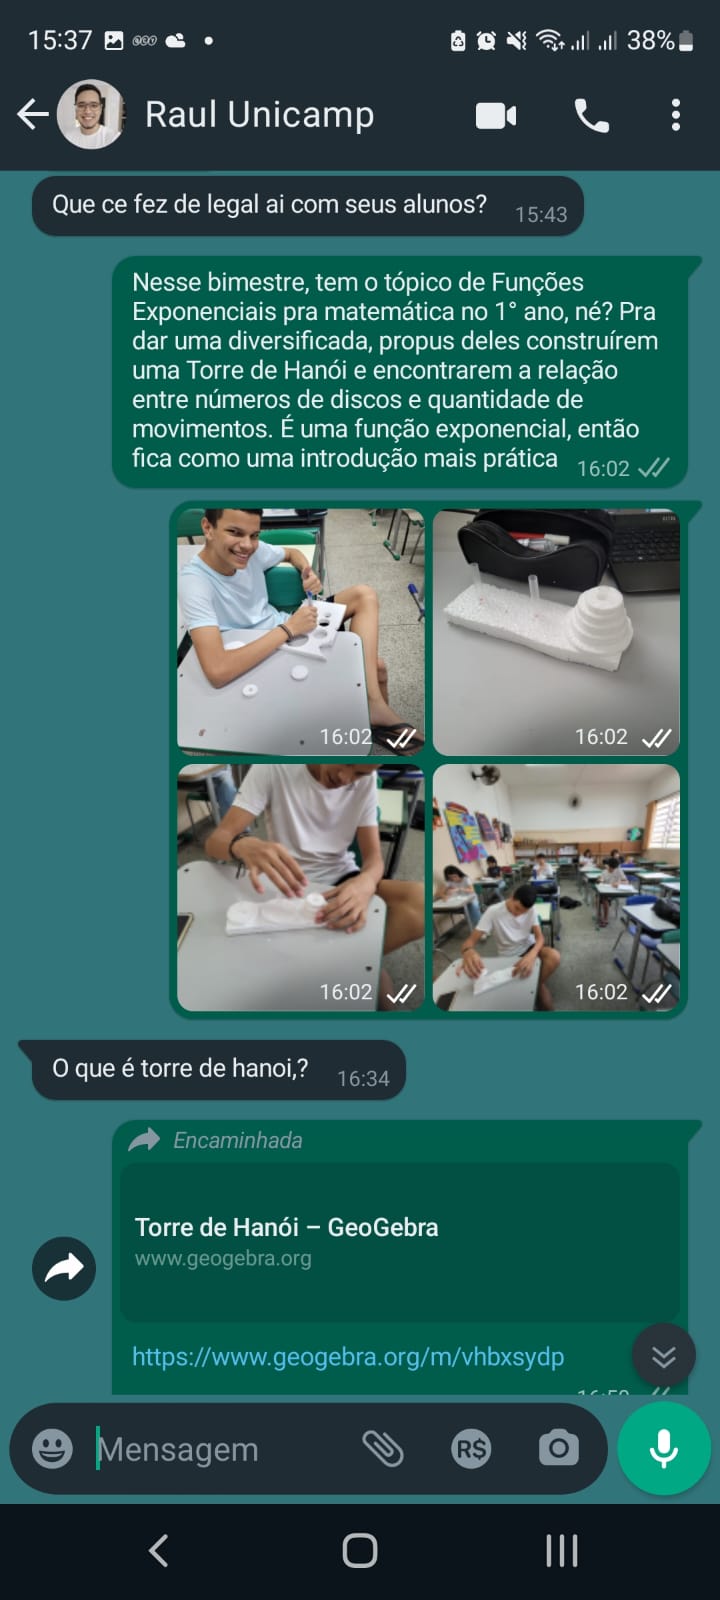 15:37
38%
Raul Unicamp
Que ce fez de legal ai com seus alunos? 15:43
Nesse bimestre, tem o tópico de Funções
Exponenciais pra matemática no 1° ano, né? Pra
dar uma diversificada, propus deles construírem
uma Torre de Hanói e encontrarem a relação
entre números de discos e quantidade de
movimentos. É uma função exponencial, então
fica como uma introdução mais prática 16:02
16:02
16:02
16:02
16:02
O que é torre de hanoi,? 16:34
Encaminhada
Torre de Hanói – GeoGebra
www.geogebra.org
https://www.geogebra.org/m/vhbxsydp
Mensagem
R$